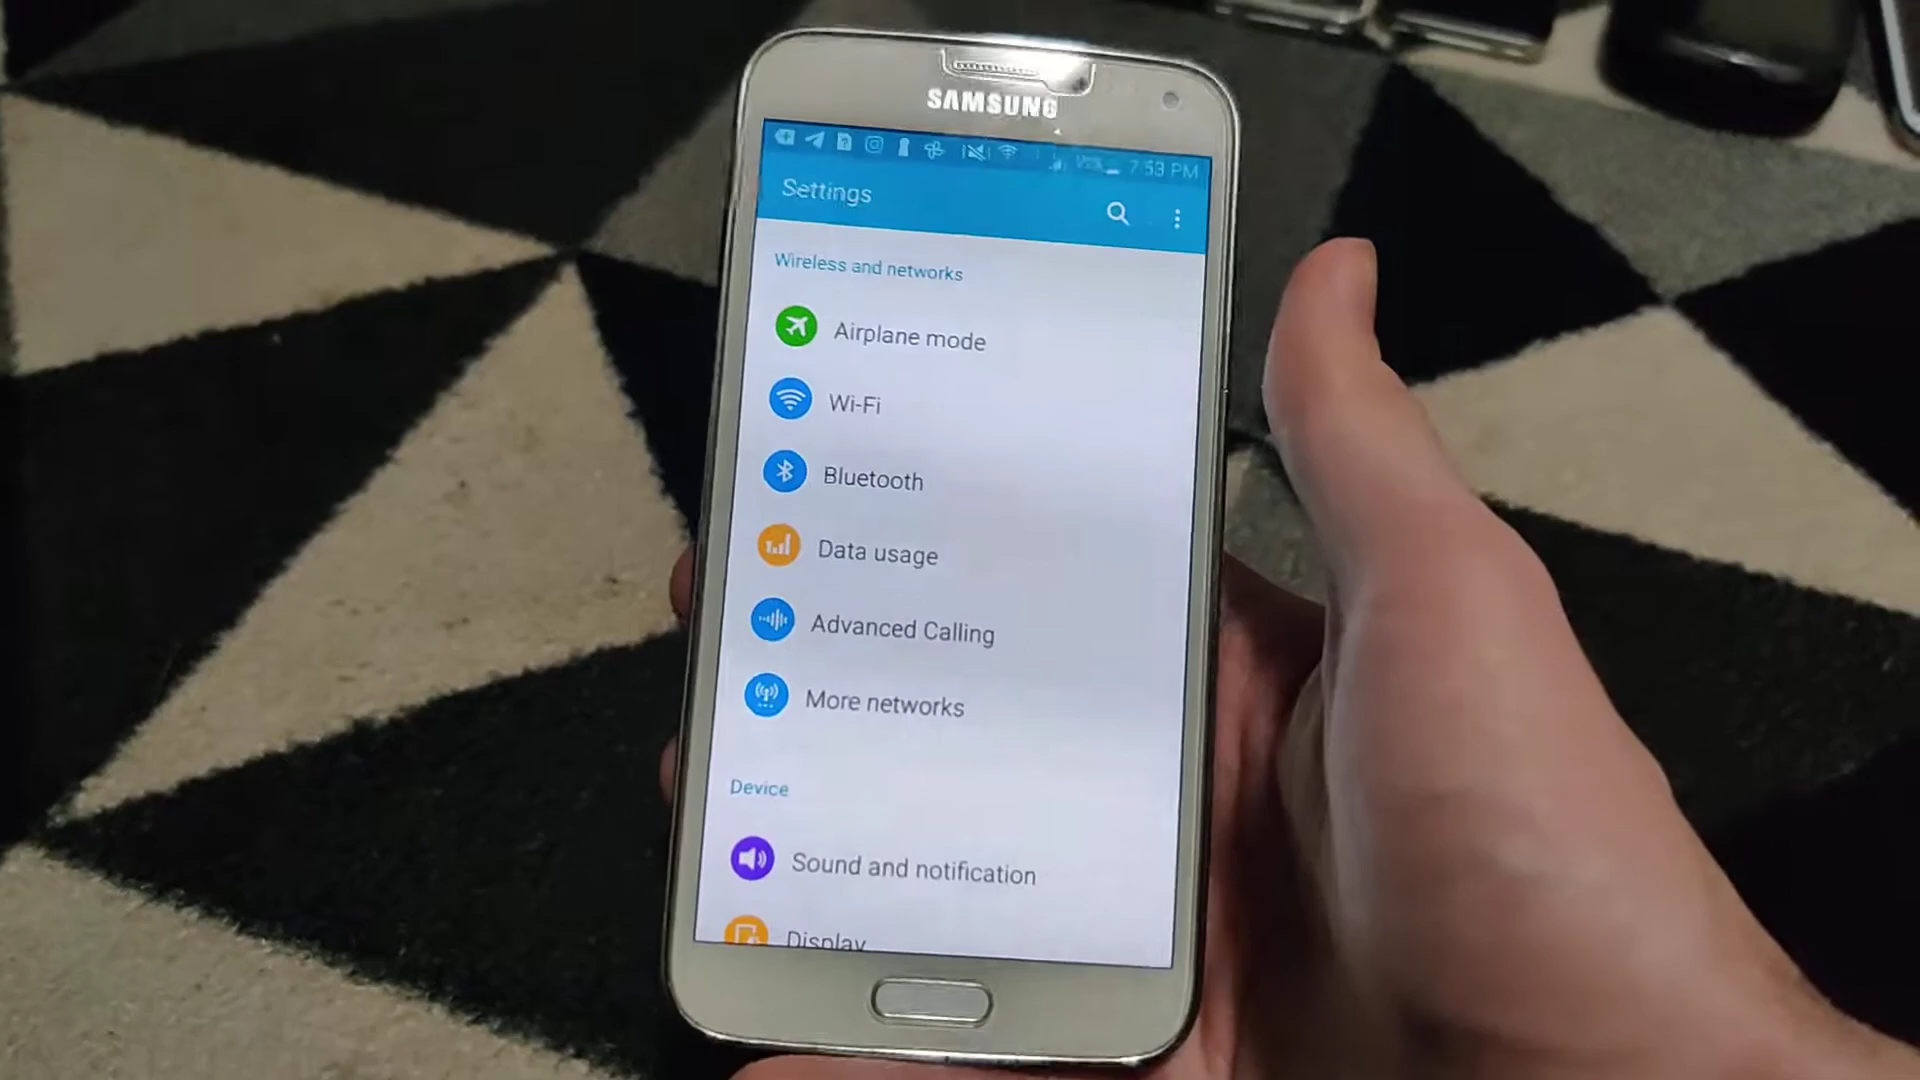 SAMSUNG
7:53 PM
Settings
Wireless and networks
Airplane mode
Wi-Fi
Bluetooth
Data usage
Advanced Calling
More networks
Device
Sound and notification
Display